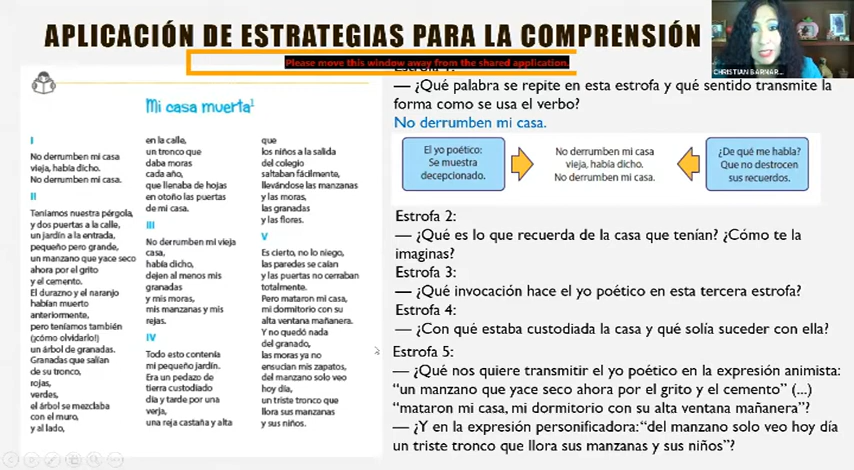 APLICACIÓN DE ESTRATEGIAS PARA LA COMPRENSIÓN
Please move this window away from the shared application.
CHRISTIAN BARNAR...
Mi casa muerta¹
I
No derrumben mi casa
vieja, había dicho.
No derrumben mi casa.
II
Teníamos nuestra pérgola,
y dos puertas a la calle,
un jardín a la entrada,
pequeño pero grande,
un manzano que yace seco
ahora por el grito
y el cemento.
El durazno y el naranjo
habían muerto
anteriormente,
pero teníamos también
(¡cómo olvidarlo!)
un árbol de granadas.
Granadas que salían
de su tronco,
rojas,
verdes,
el árbol se mezclaba
con el muro,
y al lado,
en la calle,
un tronco que
daba moras
cada año,
que llenaba de hojas
en otoño las puertas
de mi casa.
III
No derrumben mi vieja
casa,
había dicho,
dejen al menos mis
granadas
y mis moras,
mis manzanas y mis
rejas.
IV
Todo esto contenía
mi pequeño jardín.
Era un pedazo de
tierra custodiado
día y tarde por una
verja,
una reja castaña y alta
que
los niños a la salida
del colegio
saltaban fácilmente,
llevándose las manzanas
y las moras,
las granadas
y las flores.
V
Es cierto, no lo niego,
las paredes se caían
y las puertas no cerraban
totalmente.
Pero mataron mi casa,
mi dormitorio con su
alta ventana mañanera.
Y no quedó nada
del granado,
las moras ya no
ensucian mis zapatos,
del manzano solo veo
hoy día,
un triste tronco que
llora sus manzanas
y sus niños.
— ¿Qué palabra se repite en esta estrofa y qué sentido transmite la
forma como se usa el verbo?
No derrumben mi casa.
El yo poético:
Se muestra
decepcionado.
No derrumben mi casa
vieja, había dicho.
No derrumben mi casa.
¿De qué me habla?
Que no destrocen
sus recuerdos.
Estrofa 2:
— ¿Qué es lo que recuerda de la casa que tenían? ¿Cómo te la
imaginas?
Estrofa 3:
— ¿Qué invocación hace el yo poético en esta tercera estrofa?
Estrofa 4:
— ¿Con qué estaba custodiada la casa y qué solía suceder con ella?
Estrofa 5:
— ¿Qué nos quiere transmitir el yo poético en la expresión animista:
“un manzano que yace seco ahora por el grito y el cemento” (...)
“mataron mi casa, mi dormitorio con su alta ventana mañanera”?
— ¿Y en la expresión personificadora: “del manzano solo veo hoy día
un triste tronco que llora sus manzanas y sus niños”?